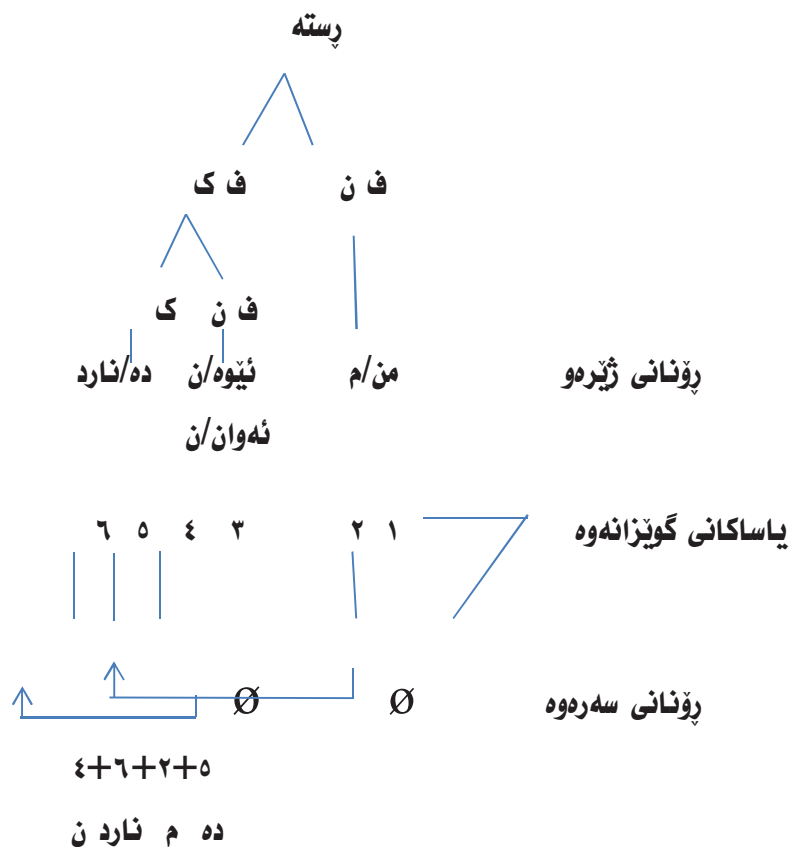 ڕستە
ف ن ف ک
ف ن ک
ڕۆنانی ژێرەو من/م ئێوە/ن دە/نارد
ئەوان/ن
یاساکانی گوێزانەوە ١ ٢ ٣ ٤ ٥ ٦
ڕۆنانی سەرەوە Ø Ø
٥+٢+٦+٤
دە م نارد ن